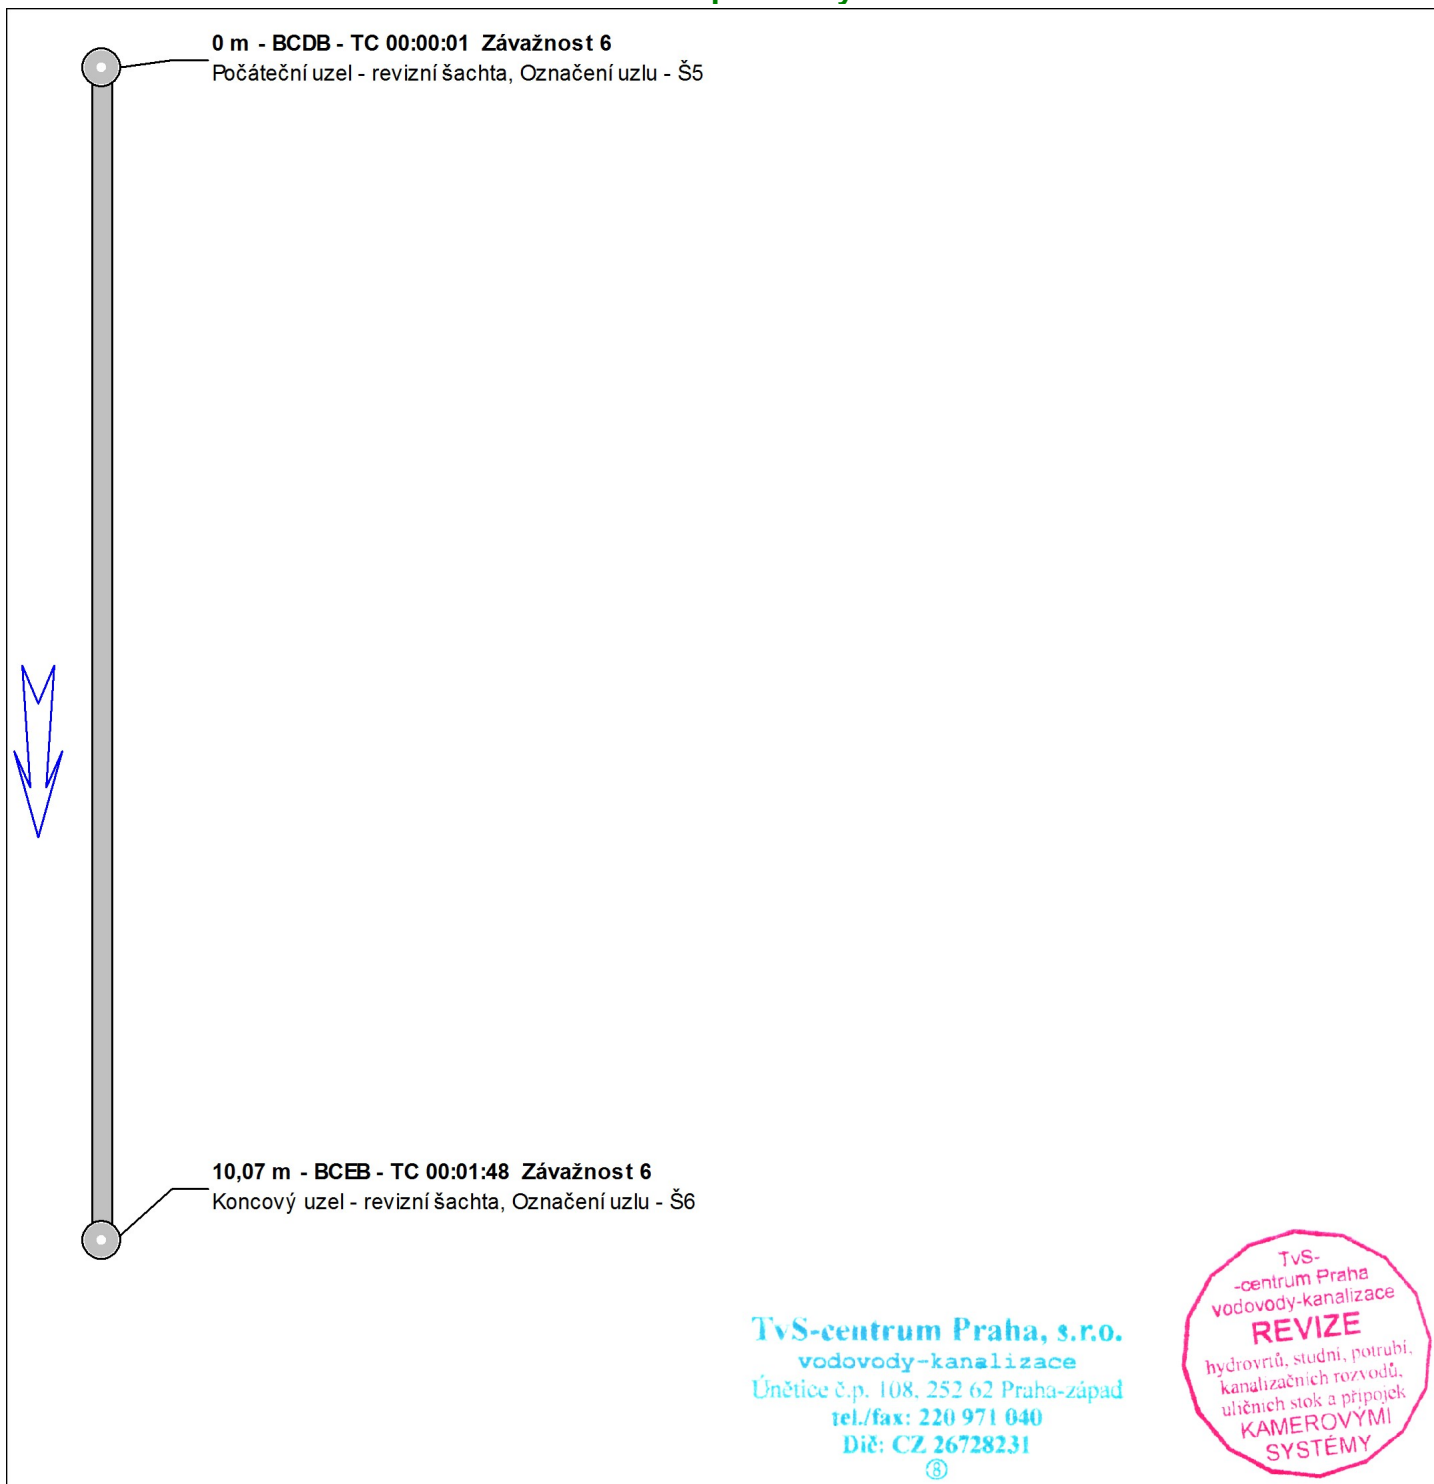 0 m - BCDB - TC 00:00:01 Závažnost 6
Počáteční uzel - revizní šachta, Označení uzlu - Š5
10,07 m - BCEB - TC 00:01:48 Závažnost 6
Koncový uzel - revizní šachta, Označení uzlu - Š6
TvS-centrum Praha, s.r.o.
vodovody-kanalizace
Únětice č.p. 108, 252 62 Praha-západ
tel./fax: 220 971 040
Dič: CZ 26728231
8
TvS-
-centrum Praha
vodovody-kanalizace
REVIZE
hydrovrtů, studní, potrubí,
kanalizačních rozvodů,
uličních stok a přípojek
KAMEROVÝMI
SYSTÉMY